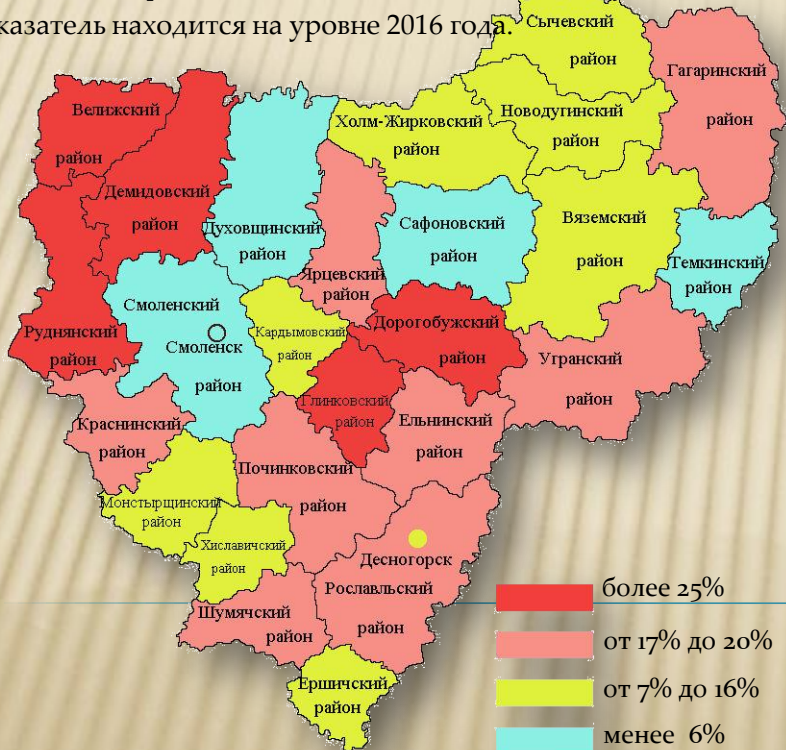 казатель находится на уровне 2016 года.
Сычевский
район
Гагаринский
район
Велижский
район
Холм-Жирковский
район
Новодугинский
район
Демидовский
район
Духовщинский
район
Сафоновский
район
Вяземский
район
Темкинский
район
Ярцевский
район
Смоленский
Смоленск
район
Руднянский
район
Кардымовский
район
Дорогобужский
район
Угранский
район
Глинковский
район
Краснинский
район
Ельнинский
район
Починковский
район
Монстырщинский
район
Хиславичский
район
Десногорск
Рославльский
район
Шумячский
район
Ершичский
район
более 25%
от 17% до 20%
от 7% до 16%
менее 6%